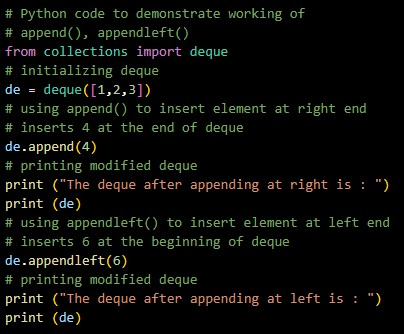 # Python code to demonstrate working of
# append(), appendleft()
from collections import deque
# initializing deque
de = deque([1,2,3])
# using append() to insert element at right end
# inserts 4 at the end of deque
de.append(4)
# printing modified deque
print ("The deque after appending at right is : ")
print (de)
# using appendleft() to insert element at left end
# inserts 6 at the beginning of deque
de.appendleft(6)
# printing modified deque
print ("The deque after appending at left is : ")
print (de)